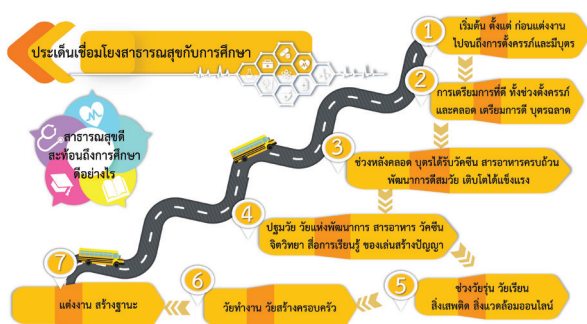 ประเด็นเชื่อมโยงสาธารณสุขกับการศึกษา
สาธารณสุขดี
สะท้อนถึงการศึกษา
ดีอย่างไร
1
เริ่มต้น ตั้งแต่ ก่อนแต่งงาน
ไปจนถึงการตั้งครรภ์และมีบุตร
2
การเตรียมการที่ดี ทั้งช่วงตั้งครรภ์
และคลอด เตรียมการดี บุตรฉลาด
3
ช่วงหลังคลอด บุตรได้รับวัคซีน สารอาหารครบถ้วน
พัฒนาการดีสมวัย เติบโตได้แข็งแรง
4
ปฐมวัย วัยแห่งพัฒนาการ สารอาหาร วัคซีน
จิตวิทยา สื่อการเรียนรู้ ของเล่นสร้างปัญญา
5
ช่วงวัยรุ่น วัยเรียน
สิ่งเสพติด สิ่งแวดล้อมออนไลน์
6
วัยทำงาน วัยสร้างครอบครัว
7
แต่งงาน สร้างฐานะ